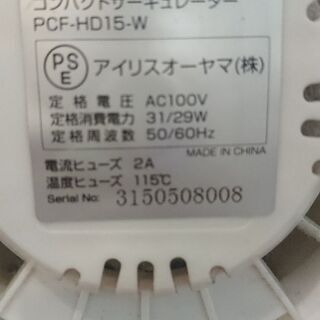 コンパクトサーキュレーター
PCF-HD15-W
PS
E
アイリスオーヤマ(株)
定格電圧 AC100V
定格消費電力 31/29W
定格周波数 50/60Hz
MADE IN CHINA
電流ヒューズ 2A
温度ヒューズ 115℃
Serial No: 3150508008